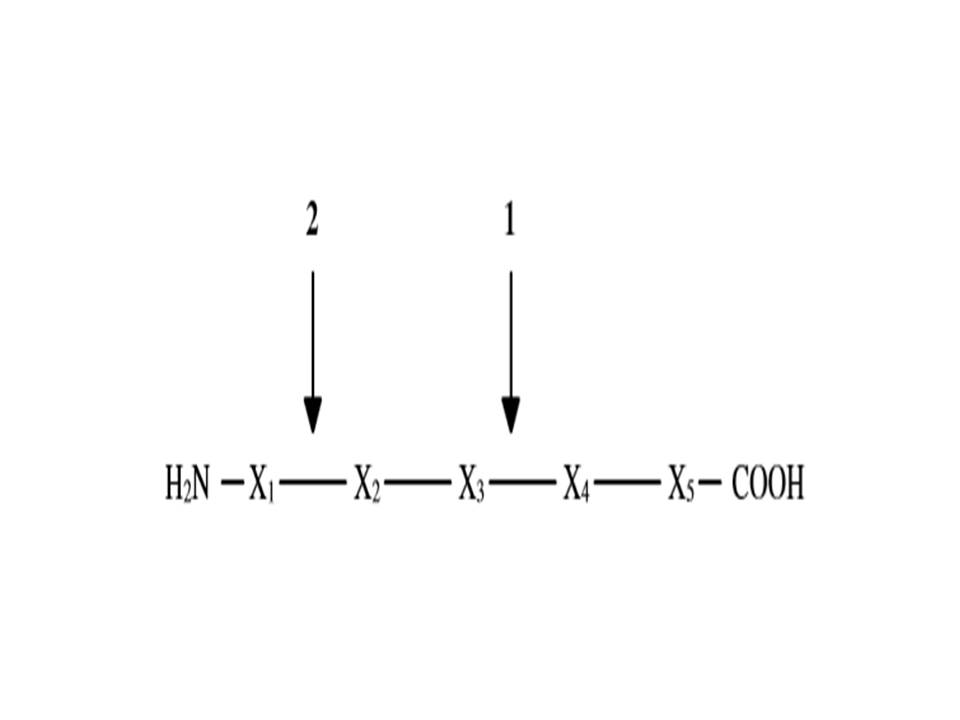 2 1
H₂N – X₁ — X₂ — X₃ — X₄ — X₅ – COOH